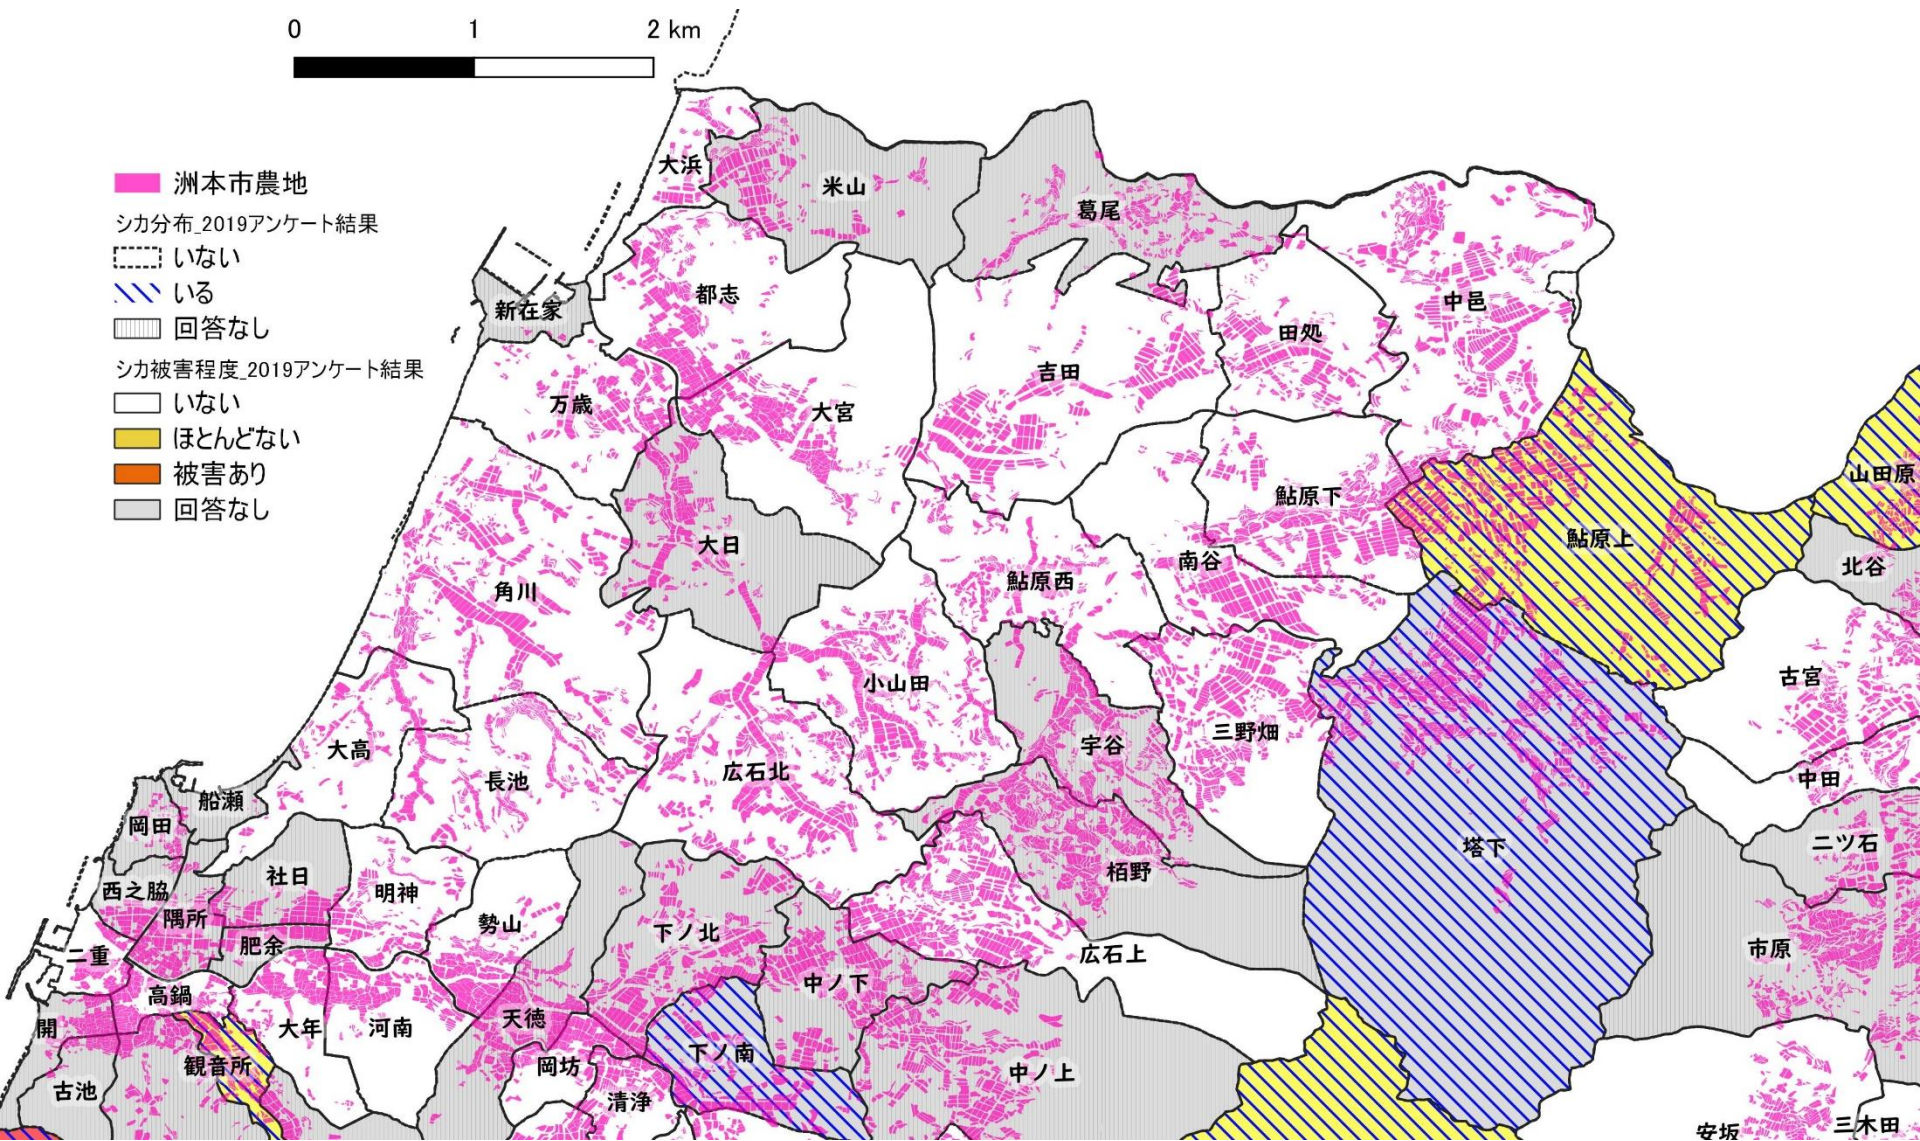 0 1 2 km
洲本市農地
シカ分布_2019アンケート結果
いない
いる
回答なし
シカ被害程度_2019アンケート結果
いない
ほとんどない
被害あり
回答なし
大浜
米山
葛尾
新在家
都志
田処
中邑
吉田
万歳
大宮
山田原
鮎原下
鮎原上
大日
南谷
北谷
角川
鮎原西
小山田
古宮
三野畑
大高
宇谷
広石北
長池
中田
船瀬
岡田
塔下
二ツ石
社日
栢野
西之脇
明神
隅所
勢山
下ノ北
肥余
市原
二重
広石上
中ノ下
高鍋
天徳
開
大年
河南
下ノ南
観音所
岡坊
中ノ上
古池
清浄
三木田
安坂